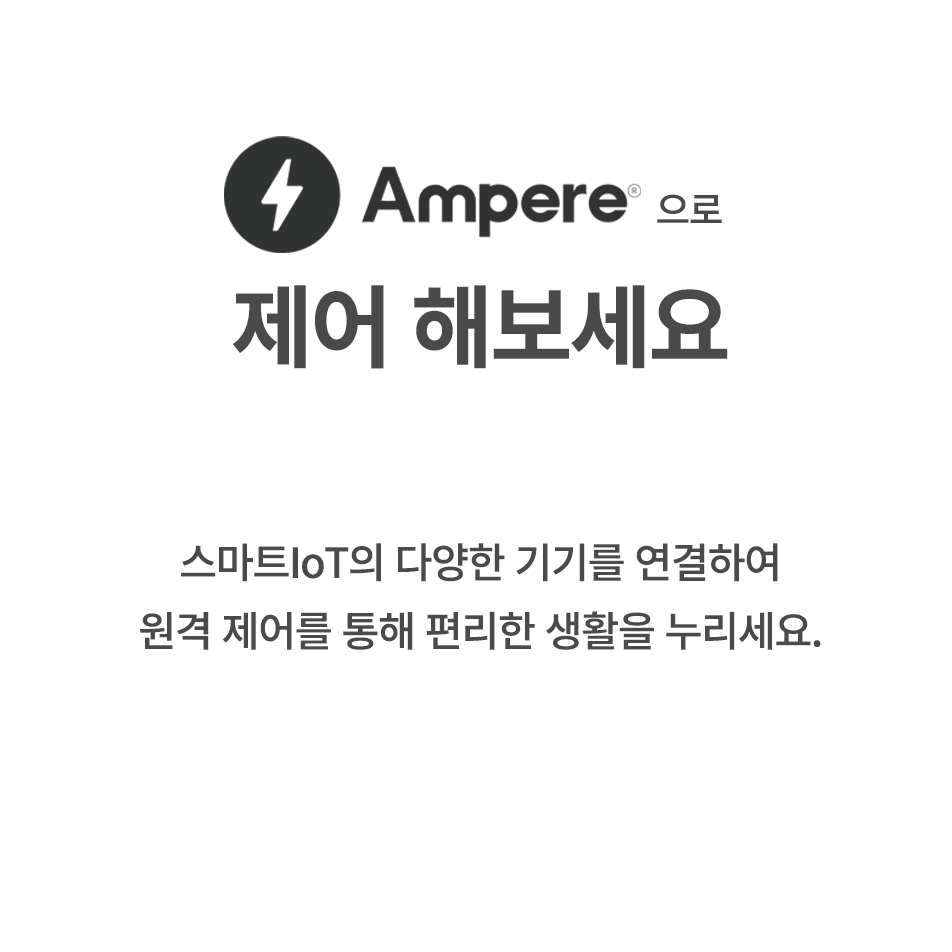 Ampere® 으로
제어 해보세요
스마트IoT의 다양한 기기를 연결하여
원격 제어를 통해 편리한 생활을 누리세요.